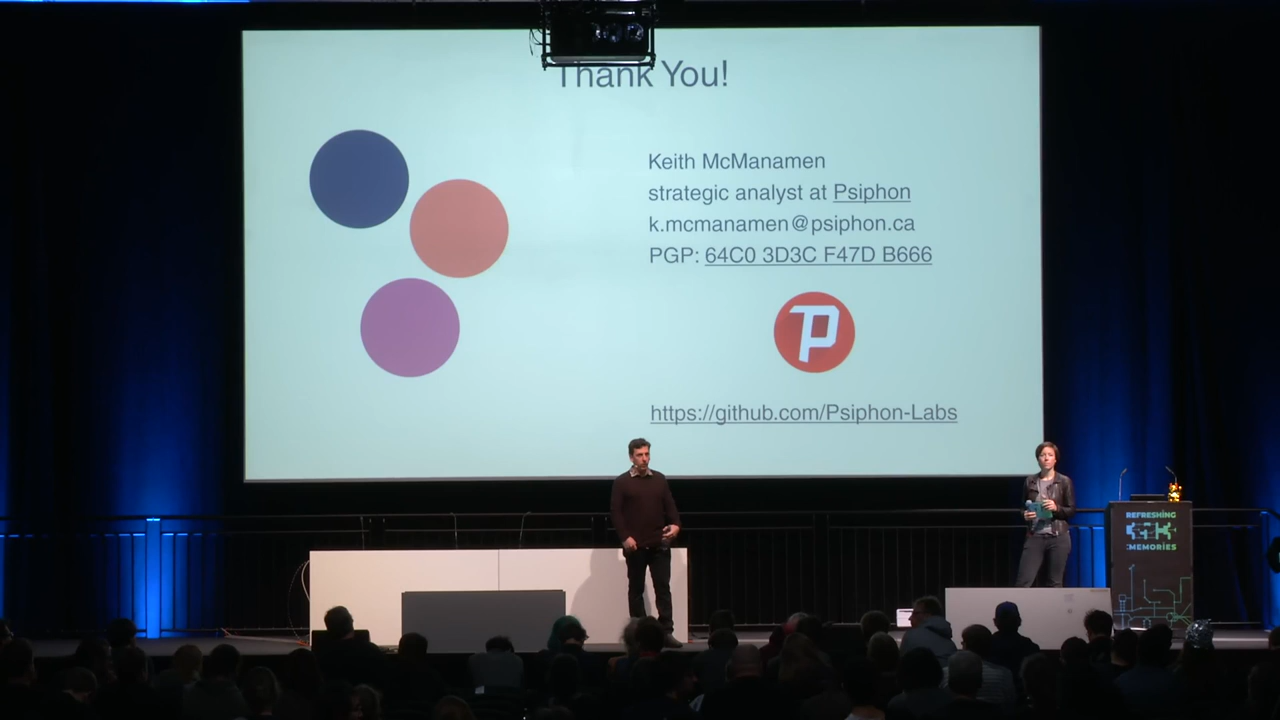 Thank You!
Keith McManamen
strategic analyst at Psiphon
k.mcmanamen@psiphon.ca
PGP: 64C0 3D3C F47D B666
P
https://github.com/Psiphon-Labs
REFRESHING
MEMORIES